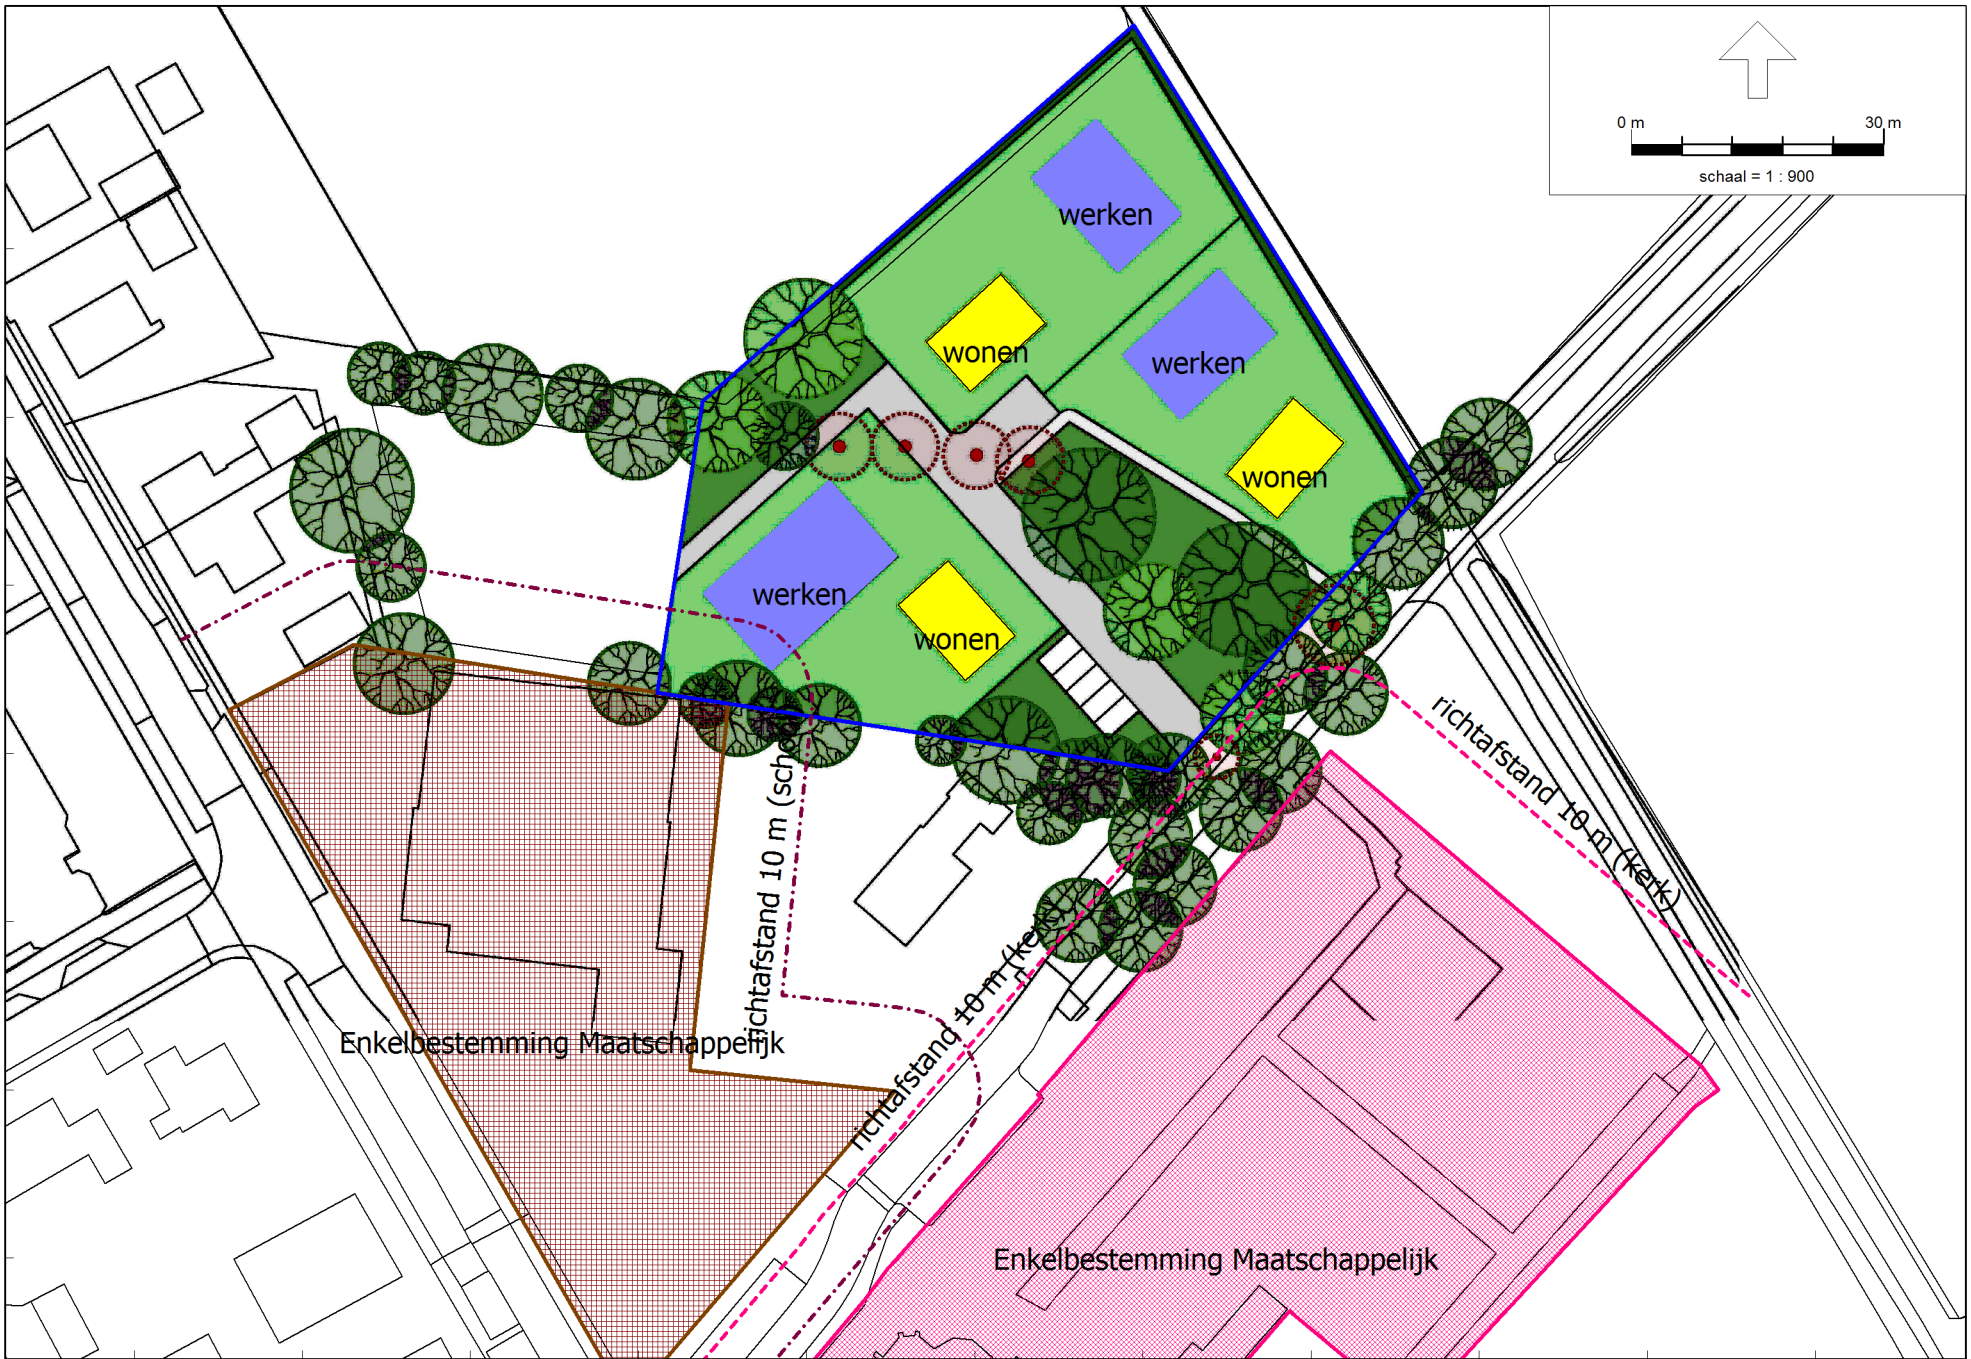 0 m 30 m
schaal = 1 : 900
werken
wonen
werken
wonen
werken
wonen
richtafstand 10 m (kerk)
richtafstand 10 m
richtafstand 10 m (kerk)
Enkelbestemming Maatschappelijk
Enkelbestemming Maatschappelijk